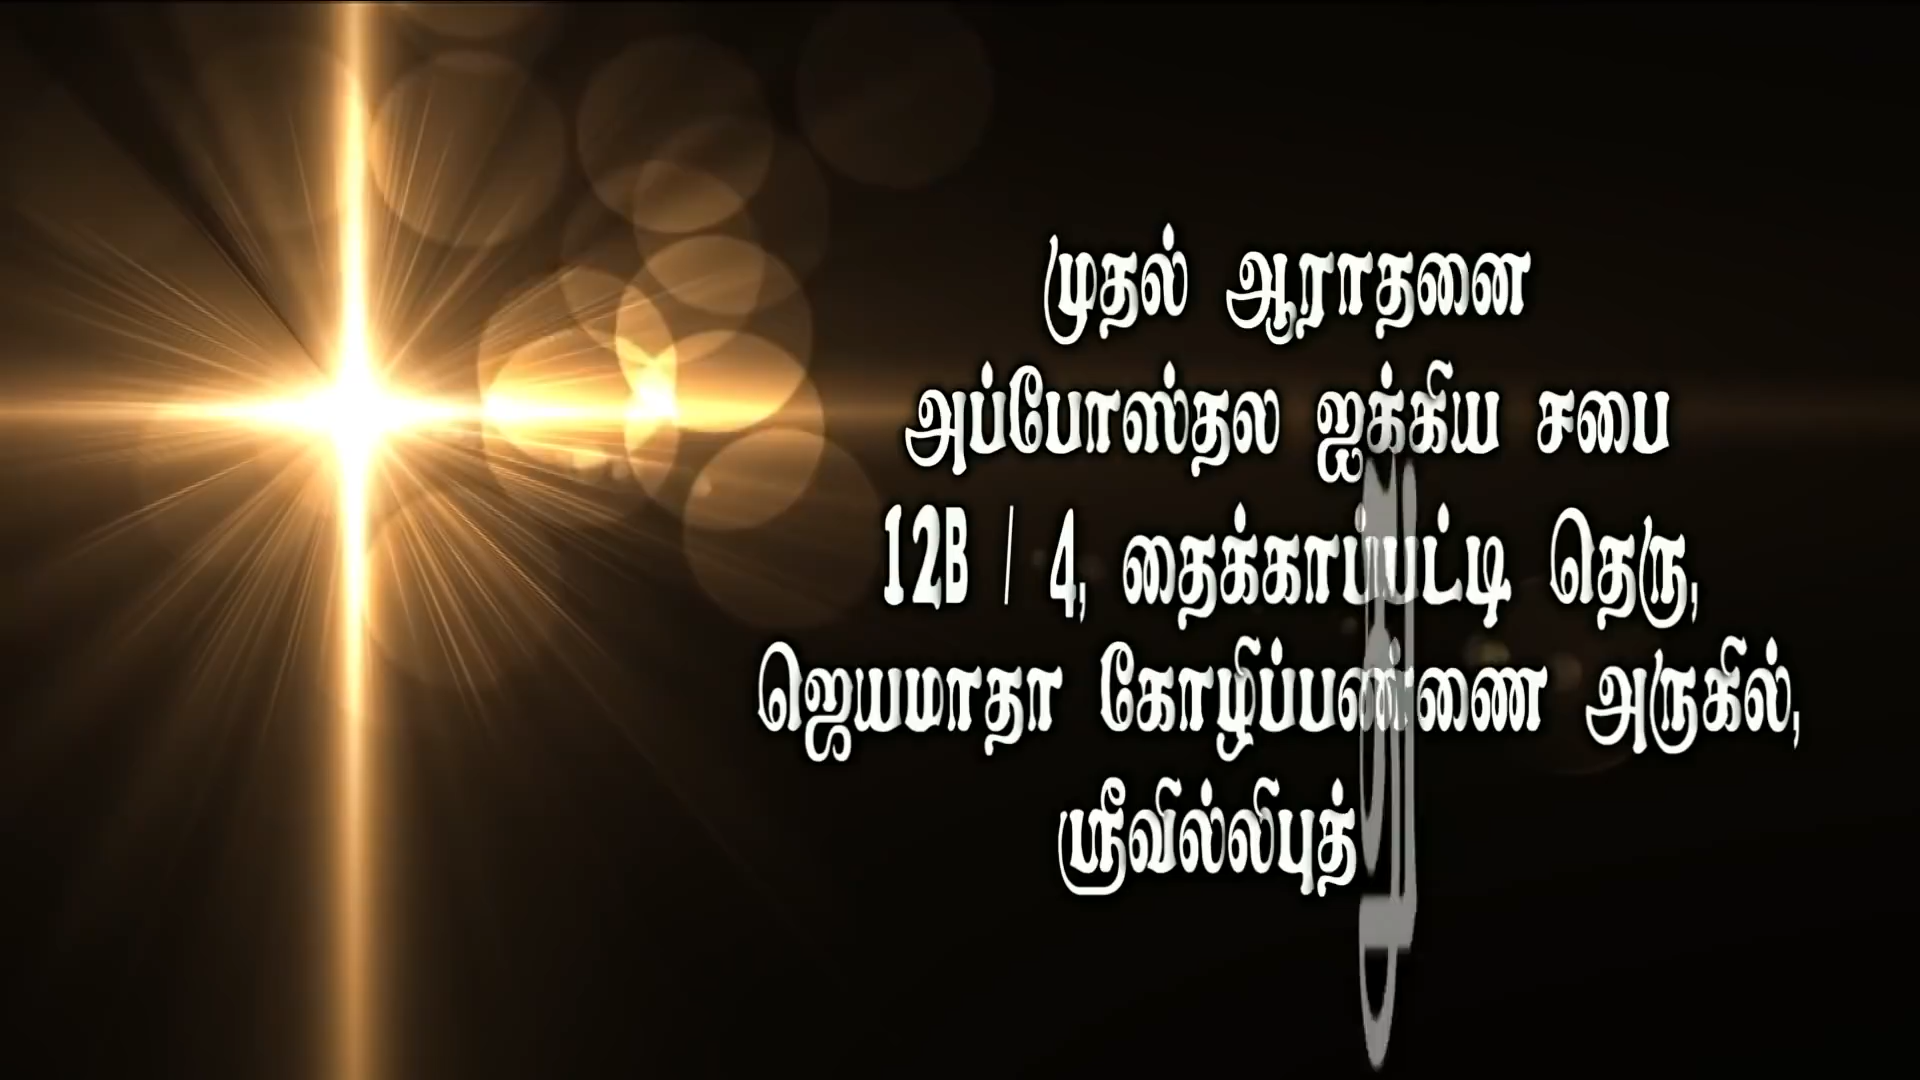 முதல் ஆராதனை
அப்போஸ்தல ஐக்கிய சபை
12B / 4, தைக்காப்பட்டி தெரு,
ஜெயமாதா கோழிப்பண்ணை அருகில்,
ஸ்ரீவில்லிபுத்தூ